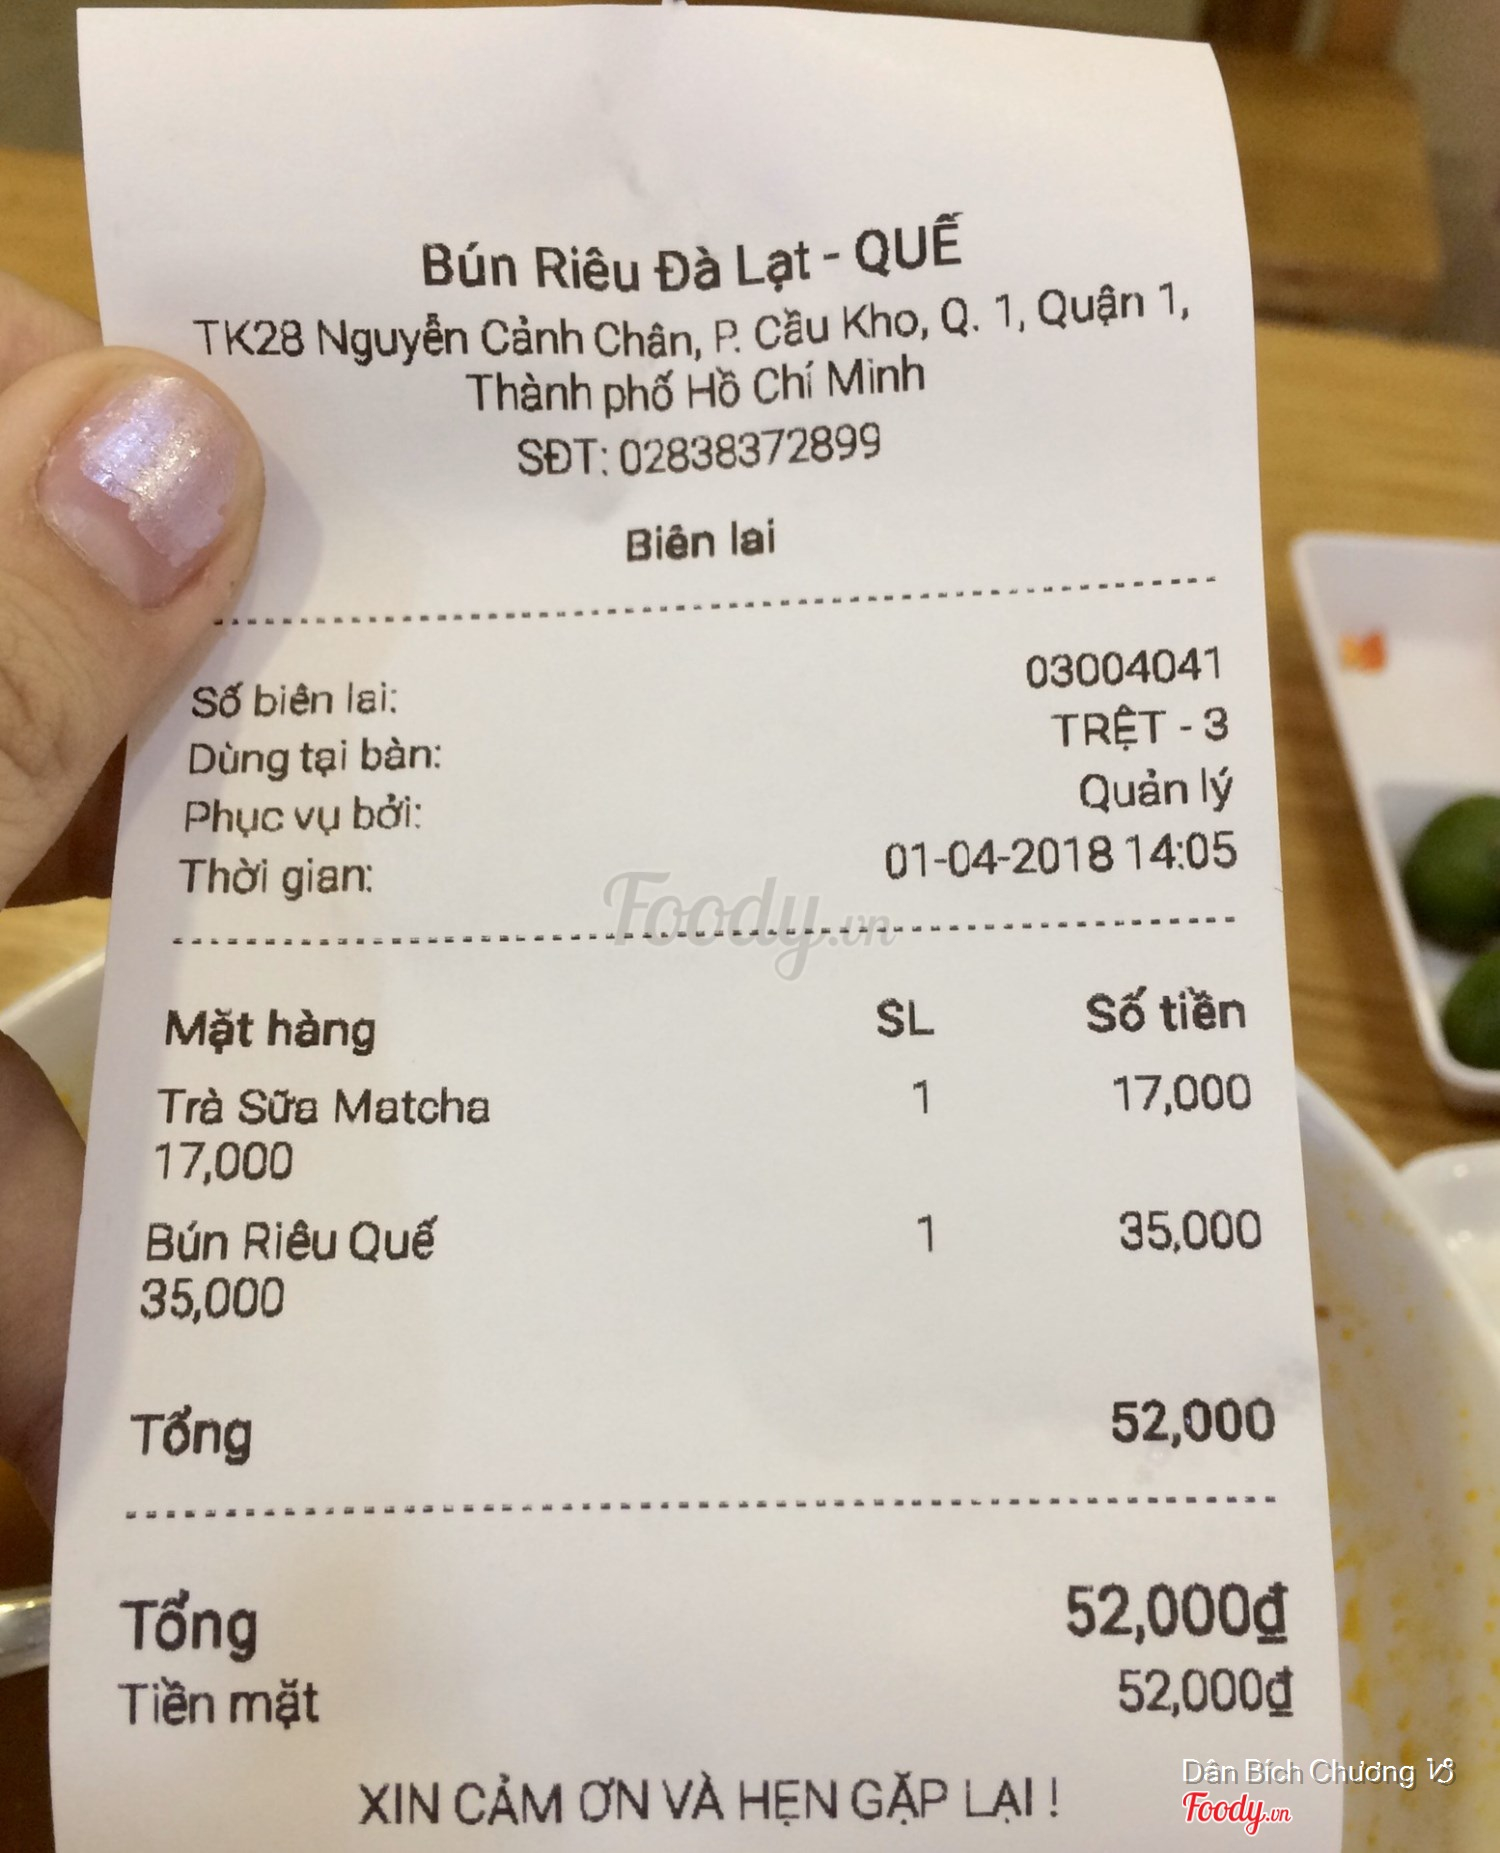 Bún Riêu Đà Lạt - QUẾ
TK28 Nguyễn Cảnh Chân, P. Cầu Kho, Q. 1, Quận 1,
Thành phố Hồ Chí Minh
SĐT: 02838372899
Biên lai
Số biên lai: 03004041
Dùng tại bàn: TRỆT - 3
Phục vụ bởi: Quản lý
Thời gian: 01-04-2018 14:05
Foody.vn
Mặt hàng SL Số tiền
Trà Sữa Matcha 1 17,000
17,000
Bún Riêu Quế 1 35,000
35,000
Tổng 52,000
Tổng 52,000đ
Tiền mặt 52,000đ
XIN CẢM ƠN VÀ HẸN GẶP LẠI !
Dân Bích Chương ♑
Foody.vn